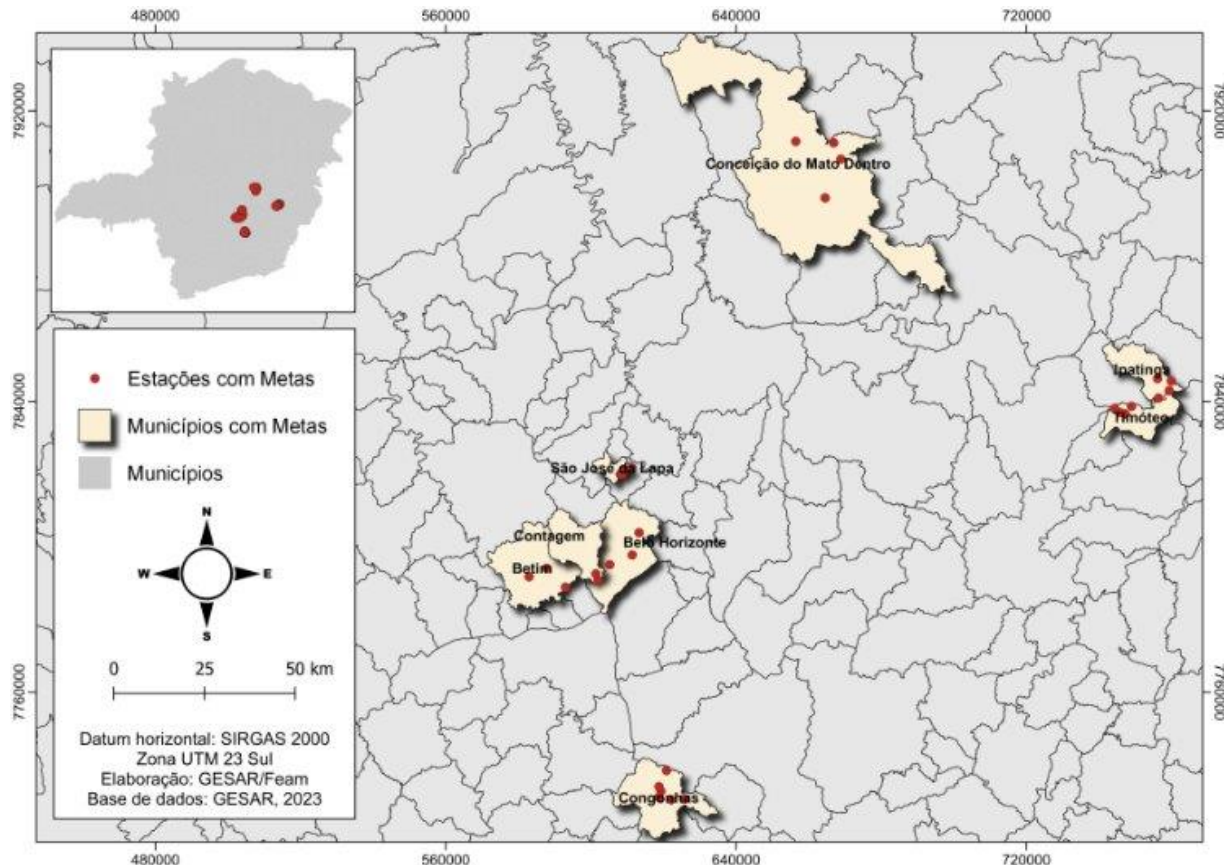 480000 560000 640000 720000
7920000 7920000
Conceição do Mato Dentro
Estações com Metas
Municípios com Metas
Municípios
N
W E
S
0 25 50 km
Datum horizontal: SIRGAS 2000
Zona UTM 23 Sul
Elaboração: GESAR/Feam
Base de dados: GESAR, 2023
Ipatinga
7840000 7840000
Timóteo
São José da Lapa
Contagem
Belo Horizonte
Betim
7760000 7760000
Congonhas
480000 560000 640000 720000